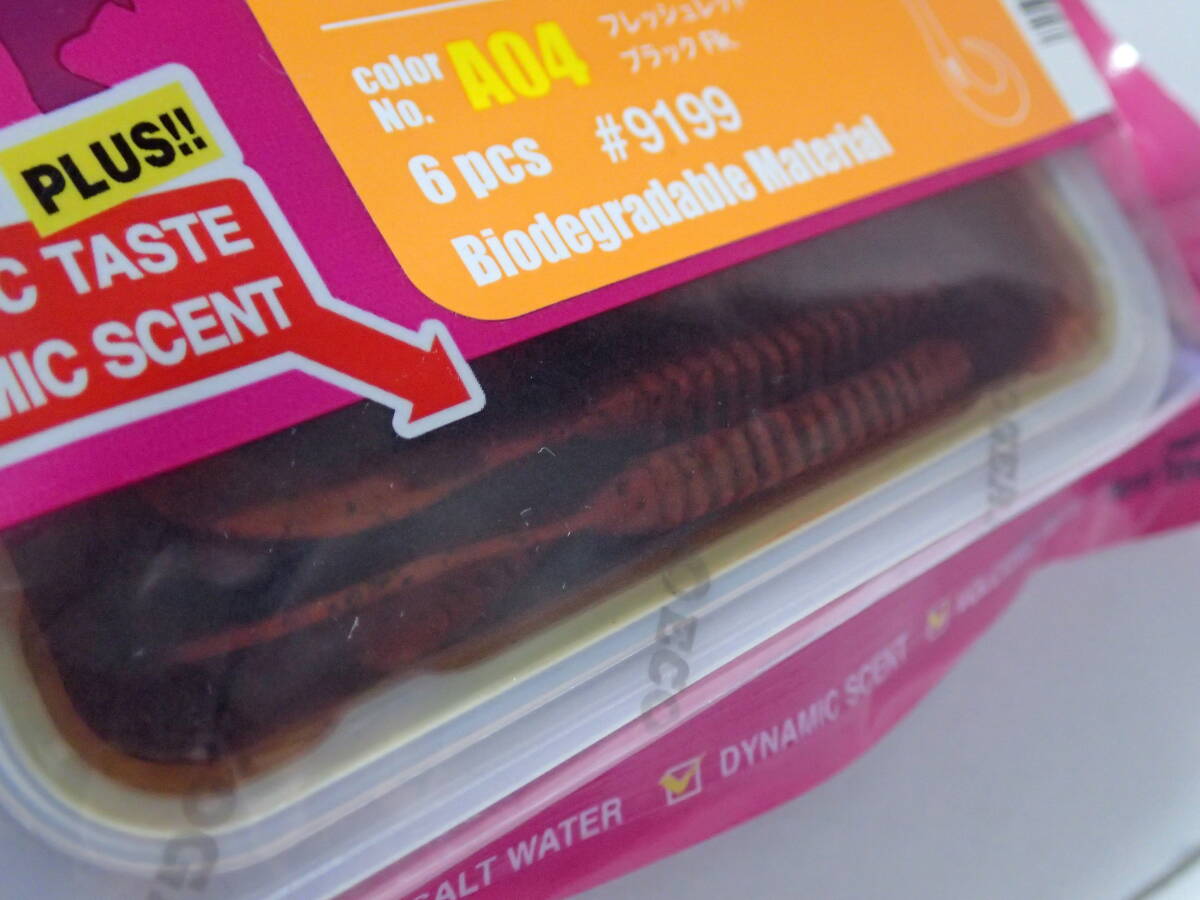 フレッシュレッド
color No. A04 ブラック Flk.
6 pcs #9199
Biodegradable Material
PLUS!!
C TASTE
MIC SCENT
SALT WATER
DYNAMIC SCENT